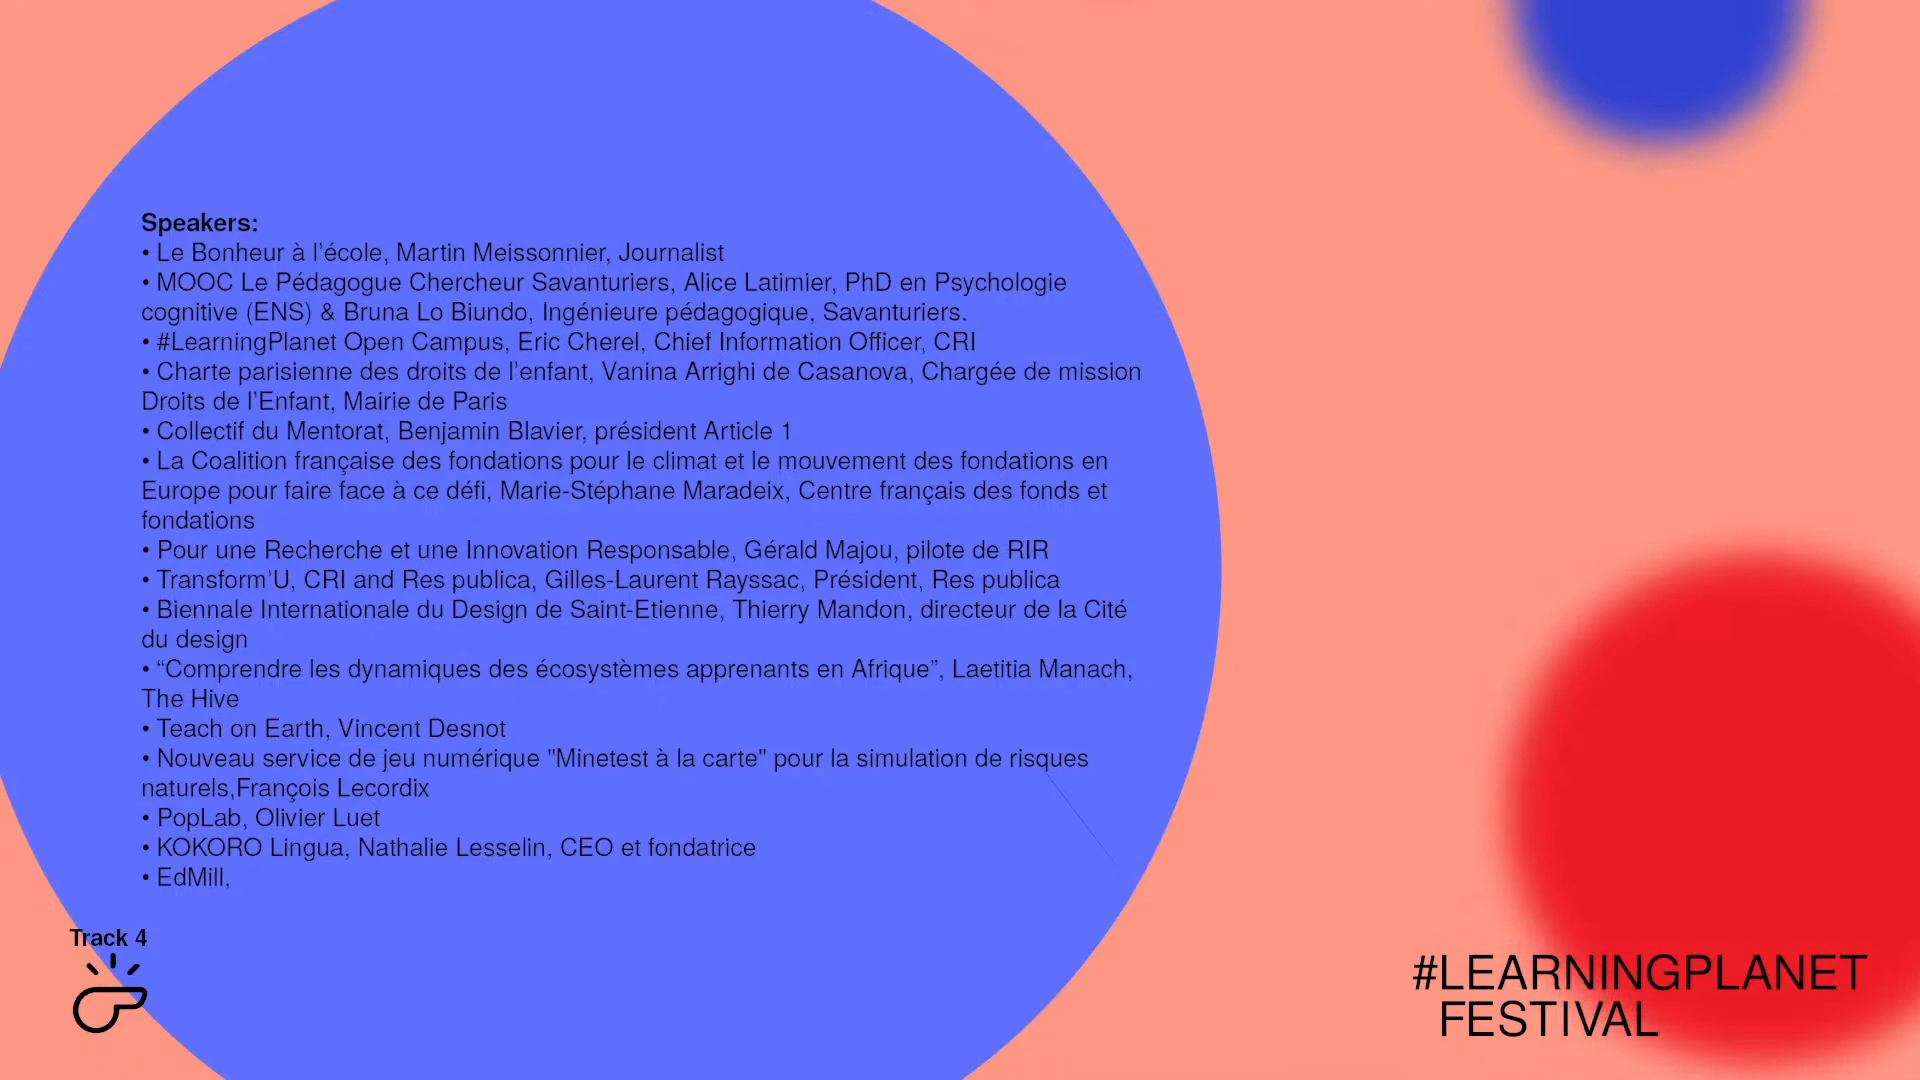 Speakers:
• Le Bonheur à l’école, Martin Meissonnier, Journalist
• MOOC Le Pédagogue Chercheur Savanturiers, Alice Latimier, PhD en Psychologie
cognitive (ENS) & Bruna Lo Biundo, Ingénieure pédagogique, Savanturiers.
• #LearningPlanet Open Campus, Eric Cherel, Chief Information Officer, CRI
• Charte parisienne des droits de l’enfant, Vanina Arrighi de Casanova, Chargée de mission
Droits de l’Enfant, Mairie de Paris
• Collectif du Mentorat, Benjamin Blavier, président Article 1
• La Coalition française des fondations pour le climat et le mouvement des fondations en
Europe pour faire face à ce défi, Marie-Stéphane Maradeix, Centre français des fonds et
fondations
• Pour une Recherche et une Innovation Responsable, Gérald Majou, pilote de RIR
• Transform’U, CRI and Res publica, Gilles-Laurent Rayssac, Président, Res publica
• Biennale Internationale du Design de Saint-Etienne, Thierry Mandon, directeur de la Cité
du design
• “Comprendre les dynamiques des écosystèmes apprenants en Afrique”, Laetitia Manach,
The Hive
• Teach on Earth, Vincent Desnot
• Nouveau service de jeu numérique "Minetest à la carte" pour la simulation de risques
naturels,François Lecordix
• PopLab, Olivier Luet
• KOKORO Lingua, Nathalie Lesselin, CEO et fondatrice
• EdMill,
Track 4
#LEARNINGPLANET
FESTIVAL